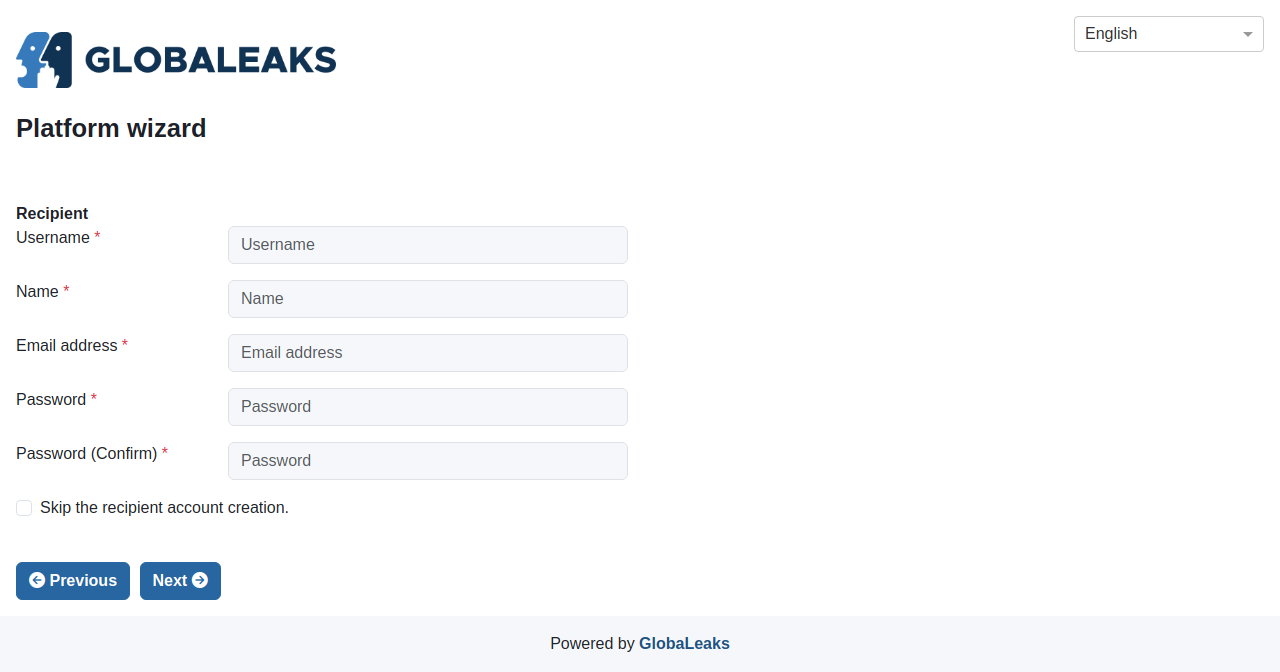 GLOBALEAKS
English
Platform wizard
Recipient
Username *
Username
Name *
Name
Email address *
Email address
Password *
Password
Password (Confirm) *
Password
Skip the recipient account creation.
Previous
Next
Powered by GlobaLeaks